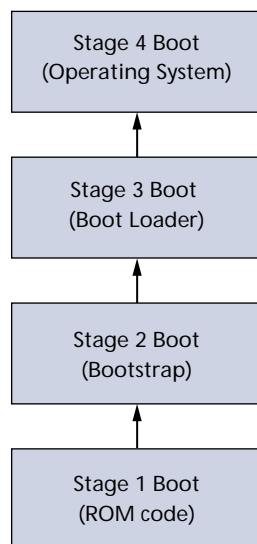 Stage 4 Boot
(Operating System)
Stage 3 Boot
(Boot Loader)
Stage 2 Boot
(Bootstrap)
Stage 1 Boot
(ROM code)